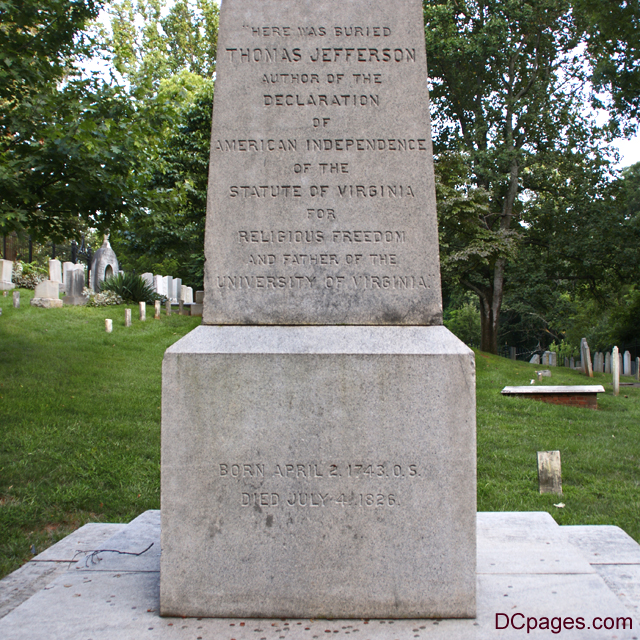 HERE WAS BURIED
THOMAS JEFFERSON
AUTHOR OF THE
DECLARATION
OF
AMERICAN INDEPENDENCE
OF THE
STATUTE OF VIRGINIA
FOR
RELIGIOUS FREEDOM
AND FATHER OF THE
UNIVERSITY OF VIRGINIA
BORN APRIL 2. 1743. O.S.
DIED JULY 4. 1826.
DCpages.com